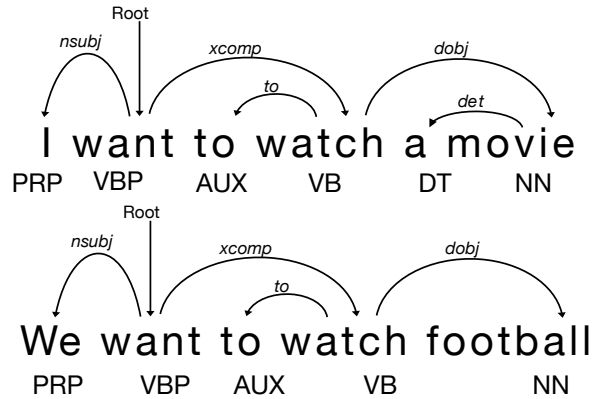 Root
nsubj xcomp dobj
to det
I want to watch a movie
PRP VBP AUX VB DT NN
Root
nsubj xcomp dobj
to
We want to watch football
PRP VBP AUX VB NN